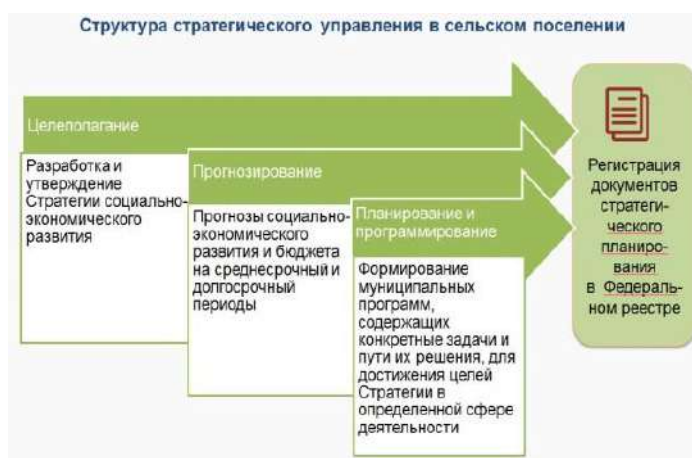 Структура стратегического управления в сельском поселении
Целеполагание
Разработка и
утверждение
Стратегии социально-
экономического
развития
Прогнозирование
Прогнозы социально-
экономического
развития и бюджета
на среднесрочный и
долгосрочный
периоды
Планирование и
программирование
Формирование
муниципальных
программ,
содержащих
конкретные задачи и
пути их решения, для
достижения целей
Стратегии в
определенной сфере
деятельности
Регистрация
документов
стратеги-
ческого
планиро-
вания
в Федераль-
ном реестре